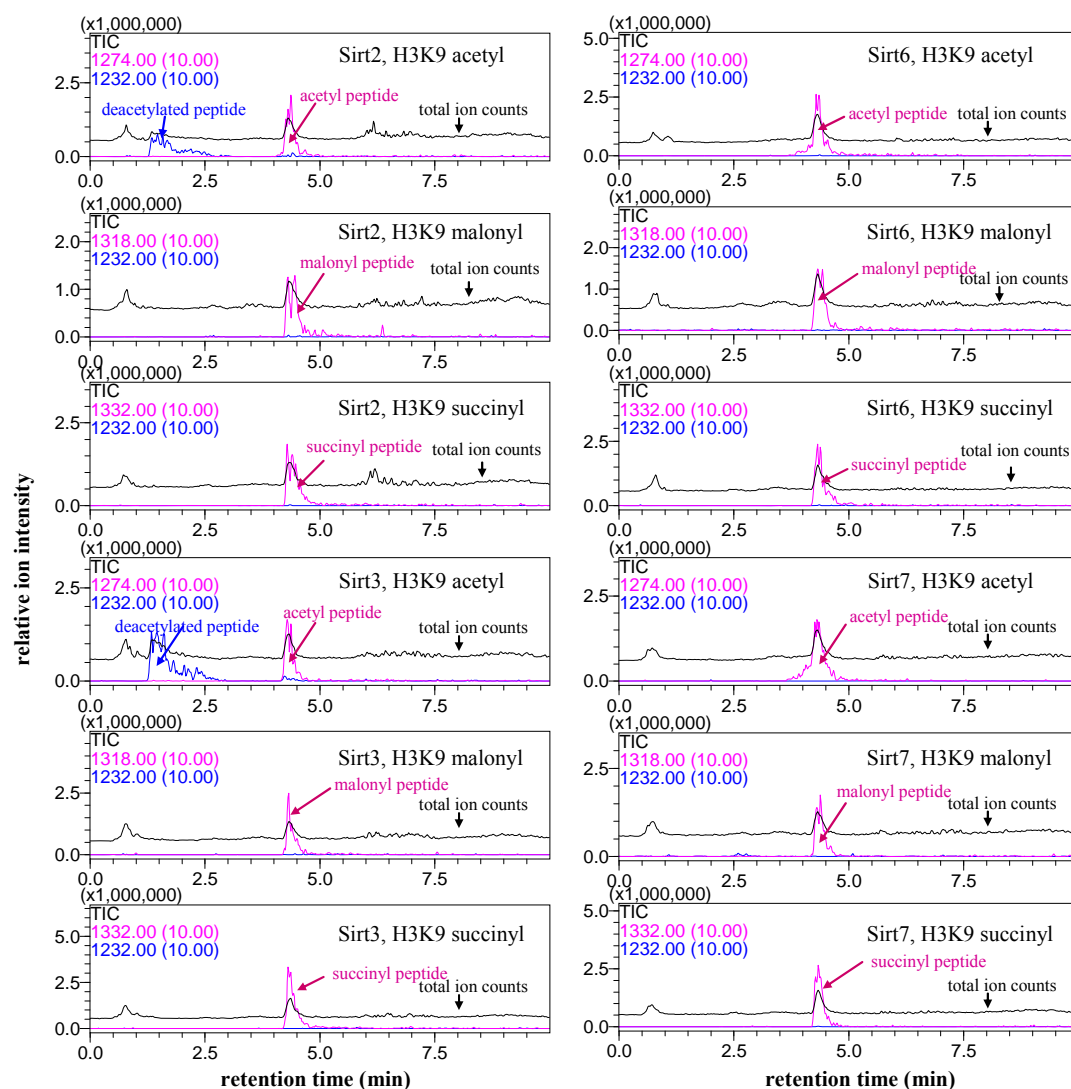 (x1,000,000)
TIC
1274.00 (10.00)
1232.00 (10.00)
Sirt2, H3K9 acetyl
deacetylated peptide
acetyl peptide
total ion counts
2.5
0.0
0.0 2.5 5.0 7.5
(x1,000,000)
TIC
1318.00 (10.00)
1232.00 (10.00)
Sirt2, H3K9 malonyl
malonyl peptide
total ion counts
2.0
1.0
0.0
0.0 2.5 5.0 7.5
(x1,000,000)
TIC
1332.00 (10.00)
1232.00 (10.00)
Sirt2, H3K9 succinyl
succinyl peptide
total ion counts
2.5
0.0
0.0 2.5 5.0 7.5
(x1,000,000)
TIC
1274.00 (10.00)
1232.00 (10.00)
Sirt3, H3K9 acetyl
deacetylated peptide
acetyl peptide
total ion counts
2.5
0.0
0.0 2.5 5.0 7.5
(x1,000,000)
TIC
1318.00 (10.00)
1232.00 (10.00)
Sirt3, H3K9 malonyl
malonyl peptide
total ion counts
2.5
0.0
0.0 2.5 5.0 7.5
(x1,000,000)
TIC
1332.00 (10.00)
1232.00 (10.00)
Sirt3, H3K9 succinyl
succinyl peptide
total ion counts
5.0
2.5
0.0
0.0 2.5 5.0 7.5
retention time (min)
relative ion intensity
(x1,000,000)
TIC
1274.00 (10.00)
1232.00 (10.00)
Sirt6, H3K9 acetyl
acetyl peptide
total ion counts
5.0
2.5
0.0
0.0 2.5 5.0 7.5
(x1,000,000)
TIC
1318.00 (10.00)
1232.00 (10.00)
Sirt6, H3K9 malonyl
malonyl peptide
total ion counts
2.0
1.0
0.0
0.0 2.5 5.0 7.5
(x1,000,000)
TIC
1332.00 (10.00)
1232.00 (10.00)
Sirt6, H3K9 succinyl
succinyl peptide
total ion counts
2.5
0.0
0.0 2.5 5.0 7.5
(x1,000,000)
TIC
1274.00 (10.00)
1232.00 (10.00)
Sirt7, H3K9 acetyl
acetyl peptide
total ion counts
2.5
0.0
0.0 2.5 5.0 7.5
(x1,000,000)
TIC
1318.00 (10.00)
1232.00 (10.00)
Sirt7, H3K9 malonyl
malonyl peptide
total ion counts
2.5
0.0
0.0 2.5 5.0 7.5
(x1,000,000)
TIC
1332.00 (10.00)
1232.00 (10.00)
Sirt7, H3K9 succinyl
succinyl peptide
total ion counts
5.0
2.5
0.0
0.0 2.5 5.0 7.5
retention time (min)